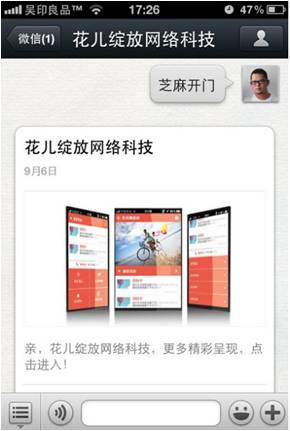 吴印良品™
17:26
47%
微信(1)
花儿绽放网络科技
芝麻开门
花儿绽放网络科技
9月6日
亲，花儿绽放网络科技，更多精彩呈现，点
击进入！